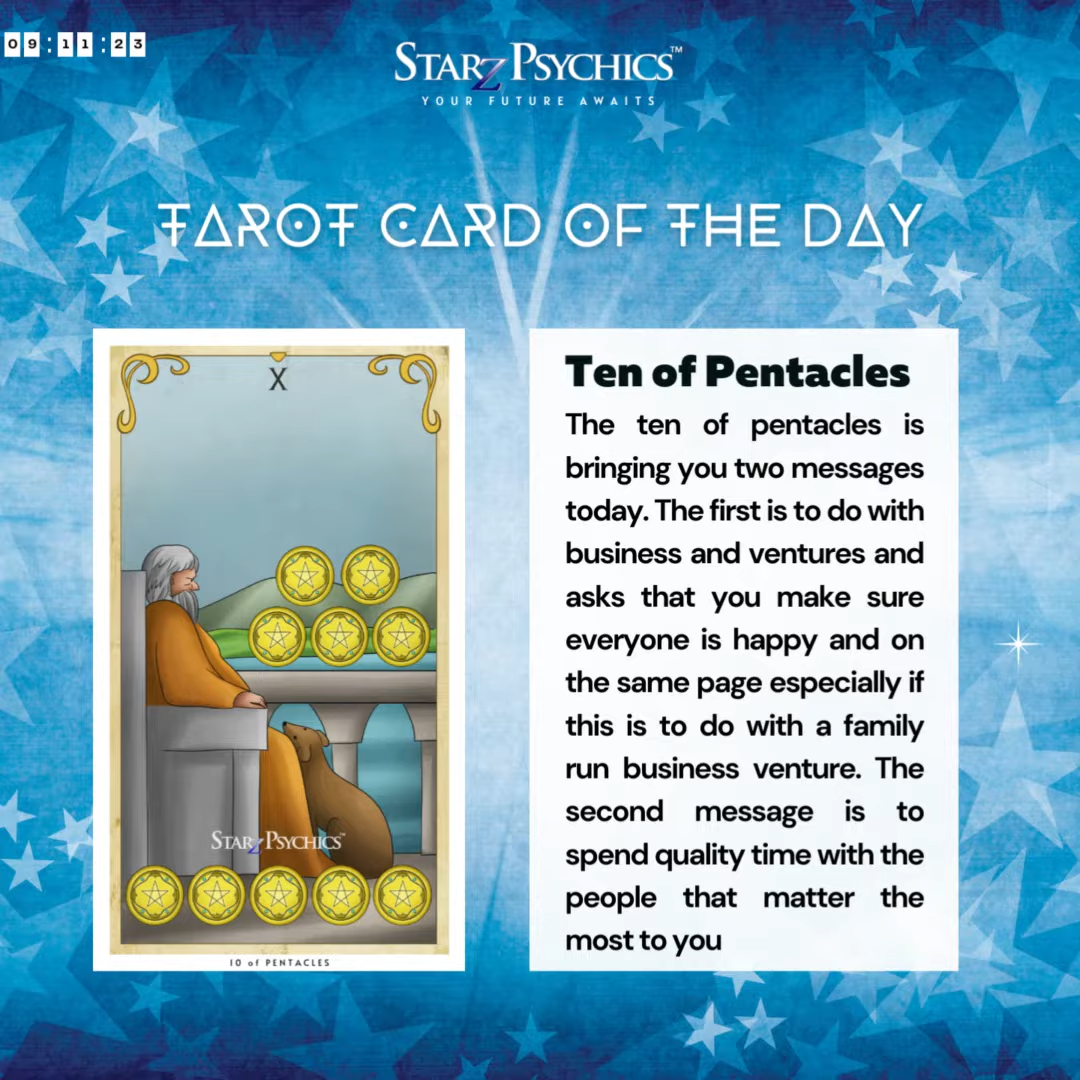 09:11:23
STARZ PSYCHICS™
YOUR FUTURE AWAITS
TAROT CARD OF THE DAY
X
STARZ PSYCHICS™
10 of PENTACLES
Ten of Pentacles
The ten of pentacles is
bringing you two messages
today. The first is to do with
business and ventures and
asks that you make sure
everyone is happy and on
the same page especially if
this is to do with a family
run business venture. The
second message is to
spend quality time with the
people that matter the
most to you